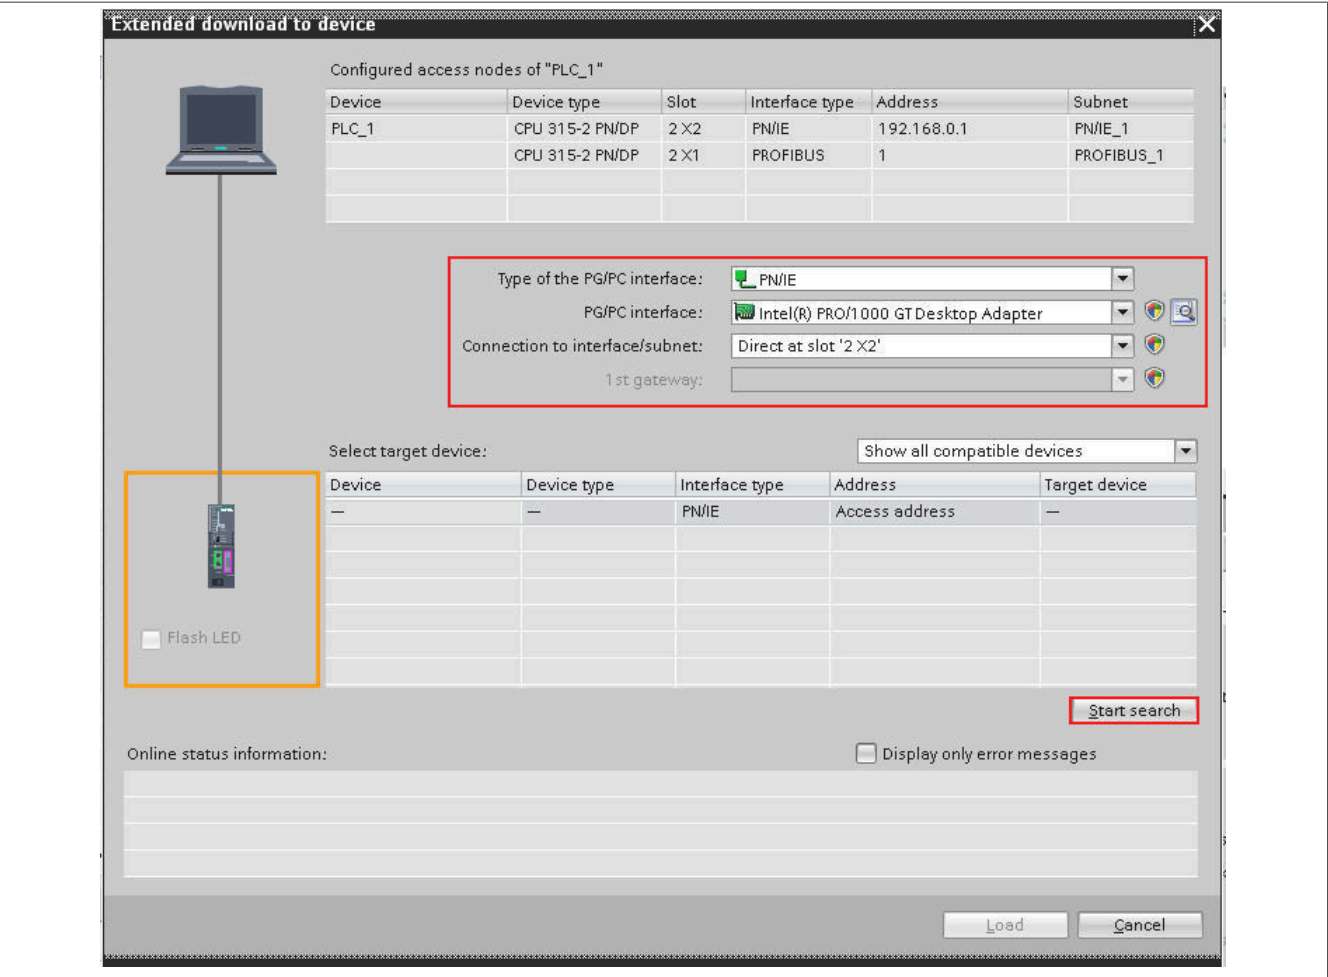 Extended download to device
Configured access nodes of "PLC_1"
Device Device type Slot Interface type Address Subnet
PLC_1 CPU 315-2 PN/DP 2 X2 PN/IE 192.168.0.1 PN/IE_1
CPU 315-2 PN/DP 2 X1 PROFIBUS 1 PROFIBUS_1
Type of the PG/PC interface: PN/IE
PG/PC interface: Intel(R) PRO/1000 GT Desktop Adapter
Connection to interface/subnet: Direct at slot '2 X2'
1st gateway:
Select target device: Show all compatible devices
Device Device type Interface type Address Target device
— — PN/IE Access address —
Flash LED
Start search
Online status information: Display only error messages
Load Cancel